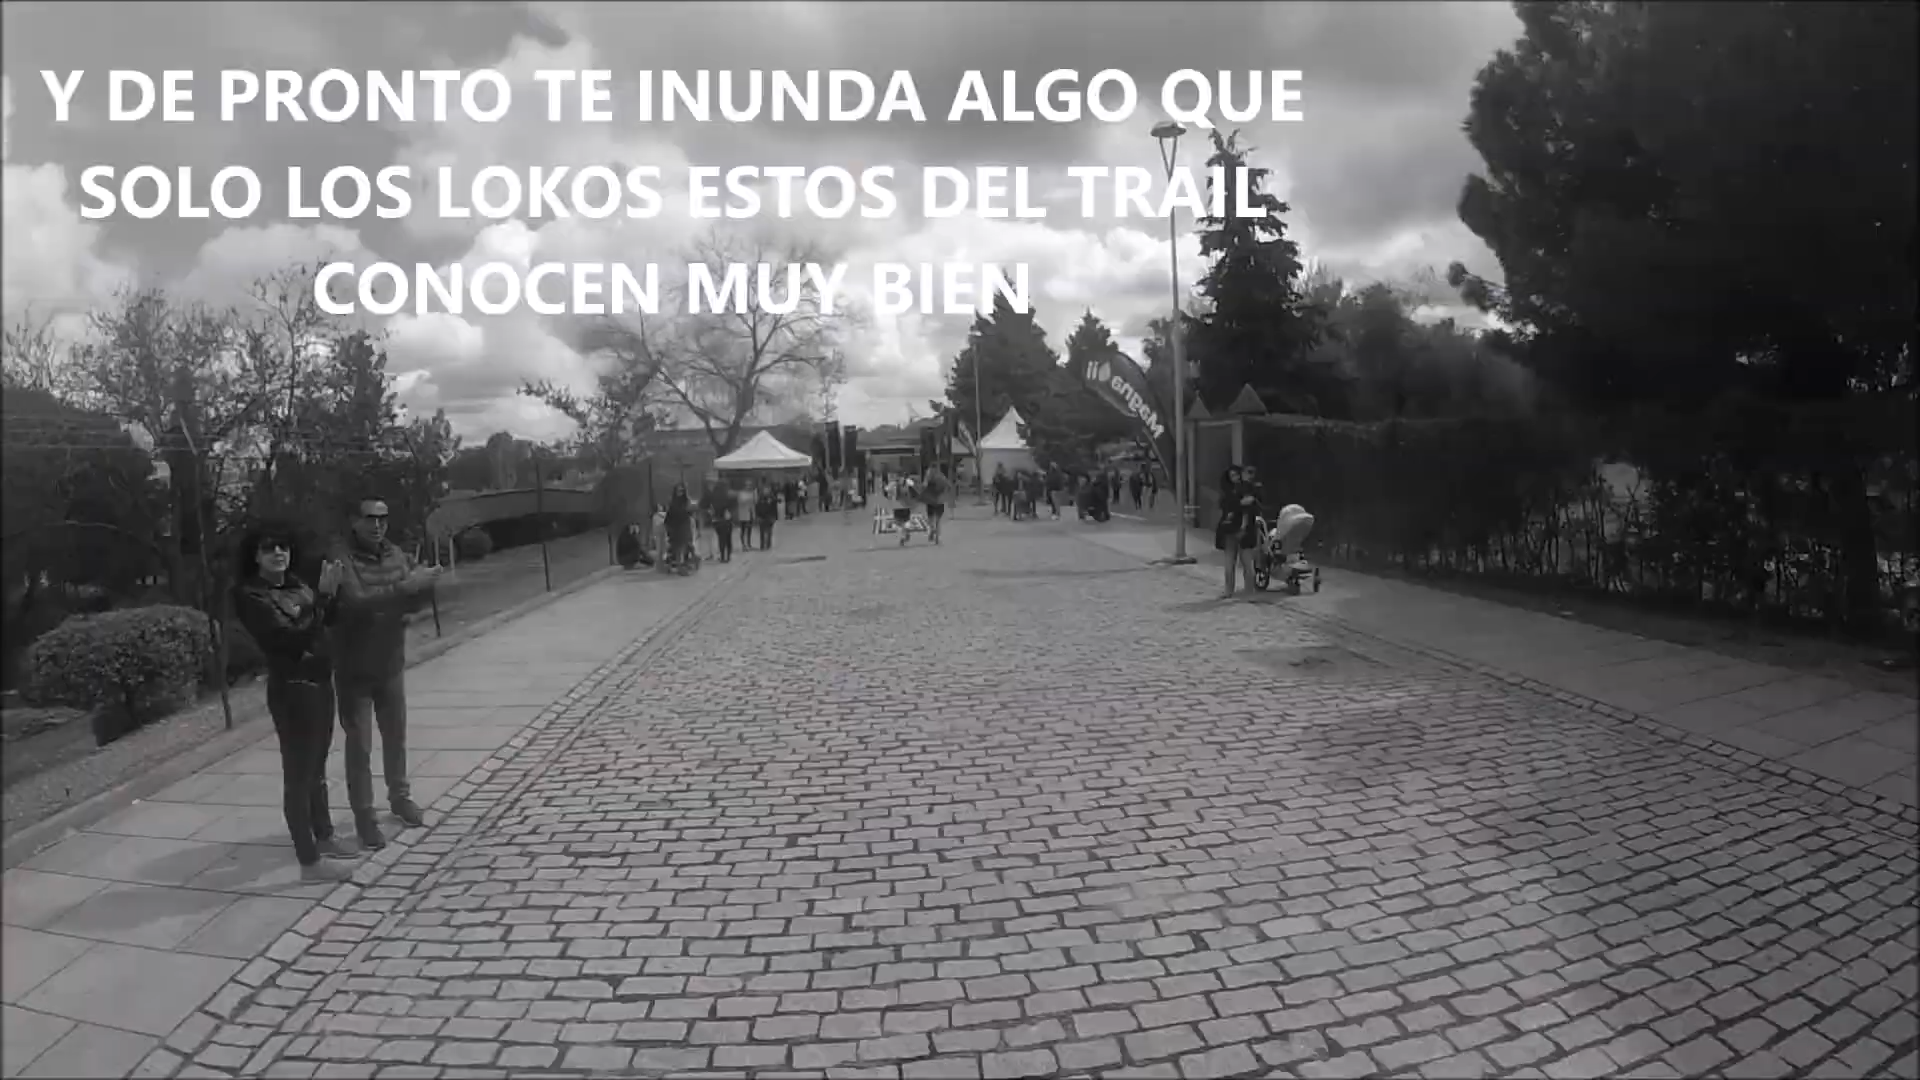 Y DE PRONTO TE INUNDA ALGO QUE
SOLO LOS LOKOS ESTOS DEL TRAIL
CONOCEN MUY BIEN